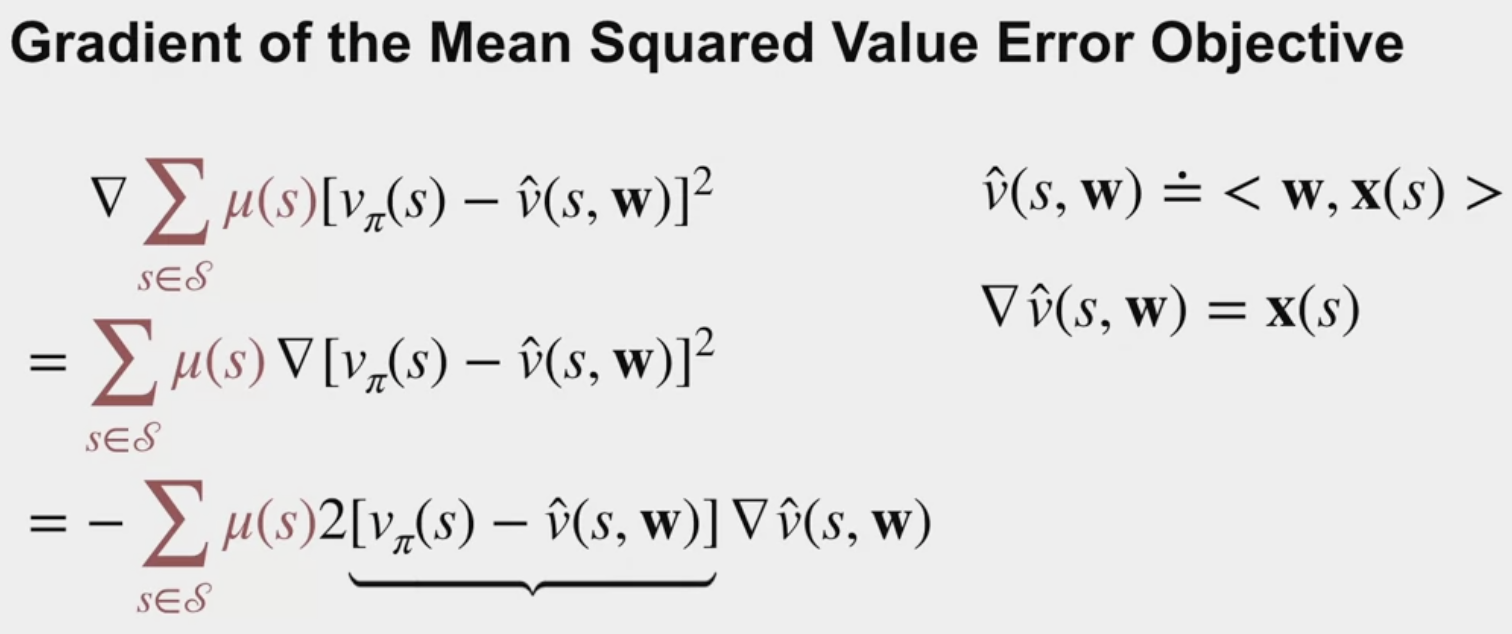 Gradient of the Mean Squared Value Error Objective
∇ ∑_{s∈𝒮} μ(s)[v_π(s) − v̂(s, 𝐰)]²
v̂(s, 𝐰) ≐ < 𝐰, 𝐱(s) >
∇v̂(s, 𝐰) = 𝐱(s)
= ∑_{s∈𝒮} μ(s) ∇[v_π(s) − v̂(s, 𝐰)]²
= − ∑_{s∈𝒮} μ(s)2[v_π(s) − v̂(s, 𝐰)] ∇v̂(s, 𝐰)